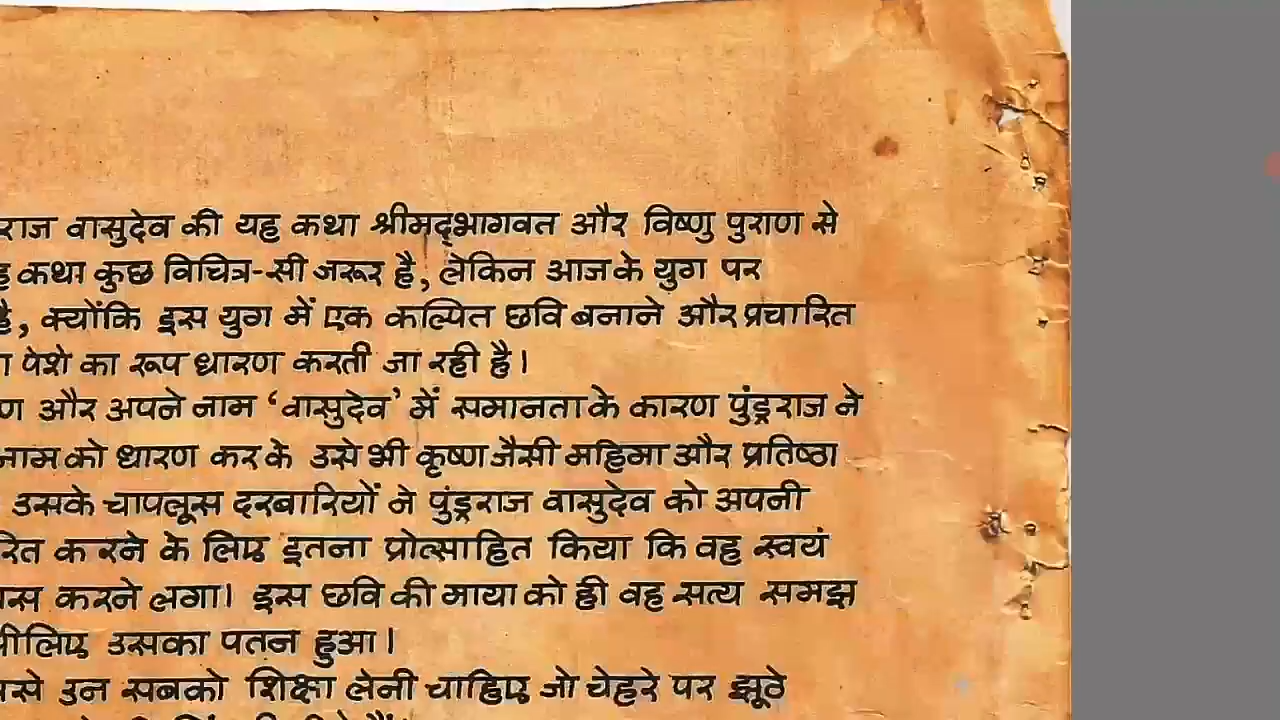 राज वासुदेव की यह कथा श्रीमद्भागवत और विष्णु पुराण से
कथा कुछ विचित्र-सी जरूर है, लेकिन आज के युग पर
है, क्योंकि इस युग में एक कल्पित छवि बनाने और प्रचारित
पेशे का रूप धारण करती जा रही है।
और अपने नाम ‘वासुदेव’ में समानता के कारण पुंड्रराज ने
नाम को धारण कर के उसे भी कृष्ण जैसी महिमा और प्रतिष्ठा
उसके चापलूस दरबारियों ने पुंड्रराज वासुदेव को अपनी
रित करने के लिए इतना प्रोत्साहित किया कि वह स्वयं
करने लगा। इस छवि की माया को ही वह सत्य समझ
उसका पतन हुआ।
उन सबको शिक्षा लेनी चाहिए जो चेहरे पर झूठे